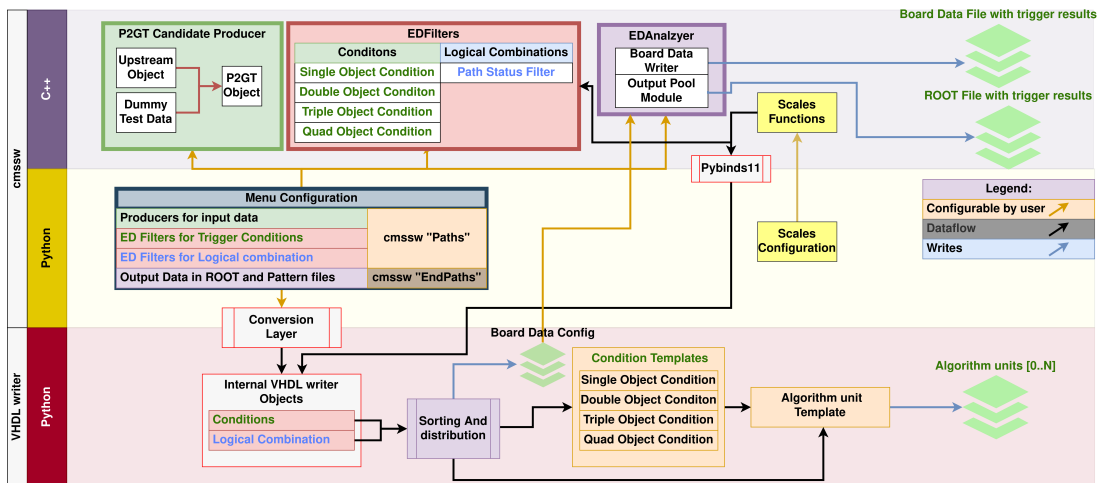 cmssw
C++
Python
VHDL writer
Python
P2GT Candidate Producer
Upstream
Object
Dummy
Test Data
P2GT
Object
EDFilters
Conditons
Logical Combinations
Single Object Condition
Path Status Filter
Double Object Conditon
Triple Object Condition
Quad Object Condition
EDAnalzyer
Board Data
Writer
Output Pool
Module
Board Data File with trigger results
ROOT File with trigger results
Scales
Functions
Pybinds11
Scales
Configuration
Legend:
Configurable by user
Dataflow
Writes
Menu Configuration
Producers for input data
ED Filters for Trigger Conditions
ED Filters for Logical combination
cmssw "Paths"
Output Data in ROOT and Pattern files
cmssw "EndPaths"
Conversion
Layer
Board Data Config
Internal VHDL writer
Objects
Conditions
Logical Combination
Sorting And
distribution
Condition Templates
Single Object Condition
Double Object Conditon
Triple Object Condition
Quad Object Condition
Algorithm unit
Template
Algorithm units [0..N]